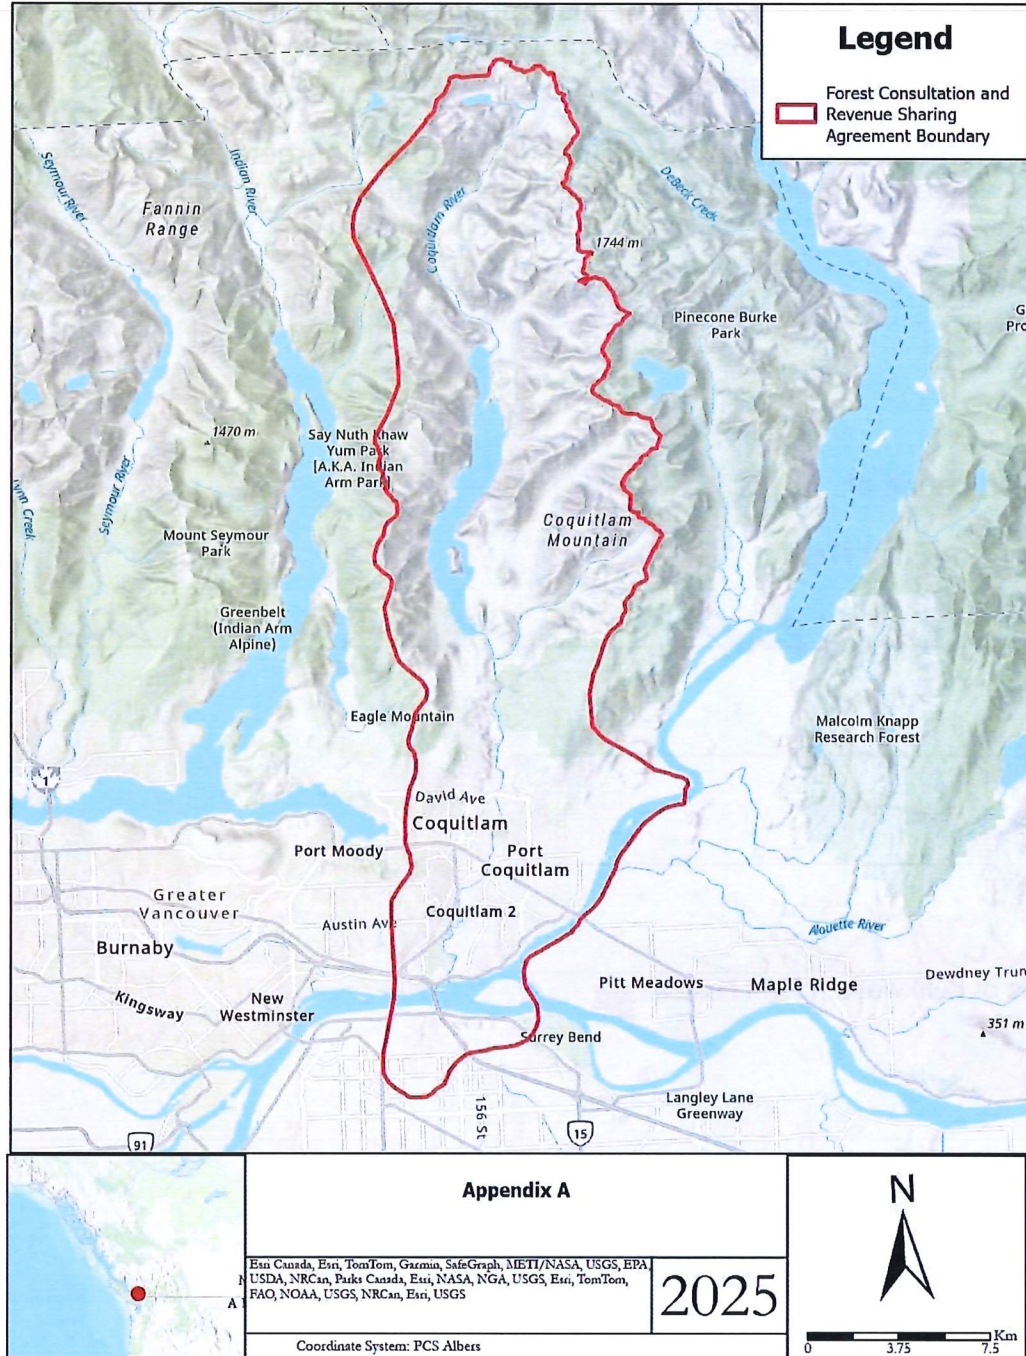 Legend
Forest Consultation and
Revenue Sharing
Agreement Boundary
Seymour River
Fannin
Range
Indian River
Coquitlam River
DeBeck Creek
1744 m
Pinecone Burke
Park
G
Pro
1470 m
Say Nuth Khaw
Yum Park
[A.K.A. Indian
Arm Park]
Lynn Creek
Seymour River
Mount Seymour
Park
Coquitlam
Mountain
Greenbelt
(Indian Arm
Alpine)
Eagle Mountain
Malcolm Knapp
Research Forest
1
David Ave
Coquitlam
Port Moody
Port
Coquitlam
Greater
Vancouver
Austin Ave
Coquitlam 2
Burnaby
Alouette River
Kingsway
New
Westminster
Pitt Meadows
Maple Ridge
Dewdney Trun
351 m
Surrey Bend
Langley Lane
Greenway
156 St
15
91
Appendix A
Esri Canada, Esri, TomTom, Garmin, SafeGraph, METI/NASA, USGS, EPA,
USDA, NRCan, Parks Canada, Esri, NASA, NGA, USGS, Esri, TomTom,
FAO, NOAA, USGS, NRCan, Esri, USGS
2025
Coordinate System: PCS Albers
N
A
N
0 3.75 7.5 Km